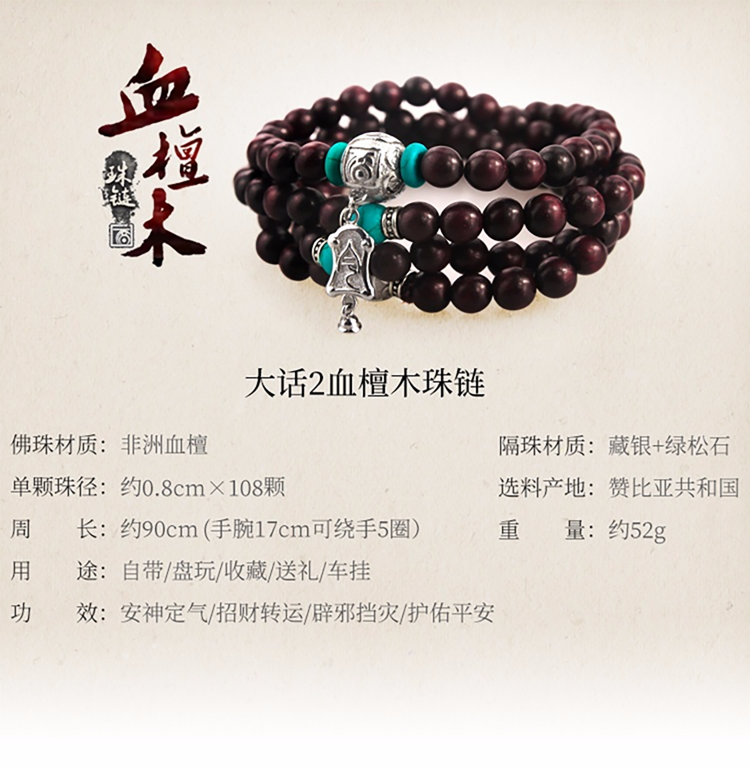 血檀木
珠链
大话2血檀木珠链
佛珠材质：非洲血檀
隔珠材质：藏银+绿松石
单颗珠径：约0.8cm×108颗
选料产地：赞比亚共和国
周长：约90cm (手腕17cm可绕手5圈）
重量：约52g
用途：自带/盘玩/收藏/送礼/车挂
功效：安神定气/招财转运/辟邪挡灾/护佑平安